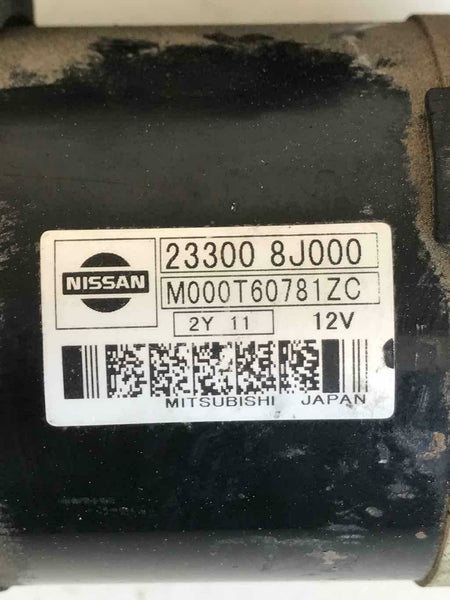 NISSAN
23300 8J000
M000T60781ZC
2Y 11 12V
MITSUBISHI JAPAN